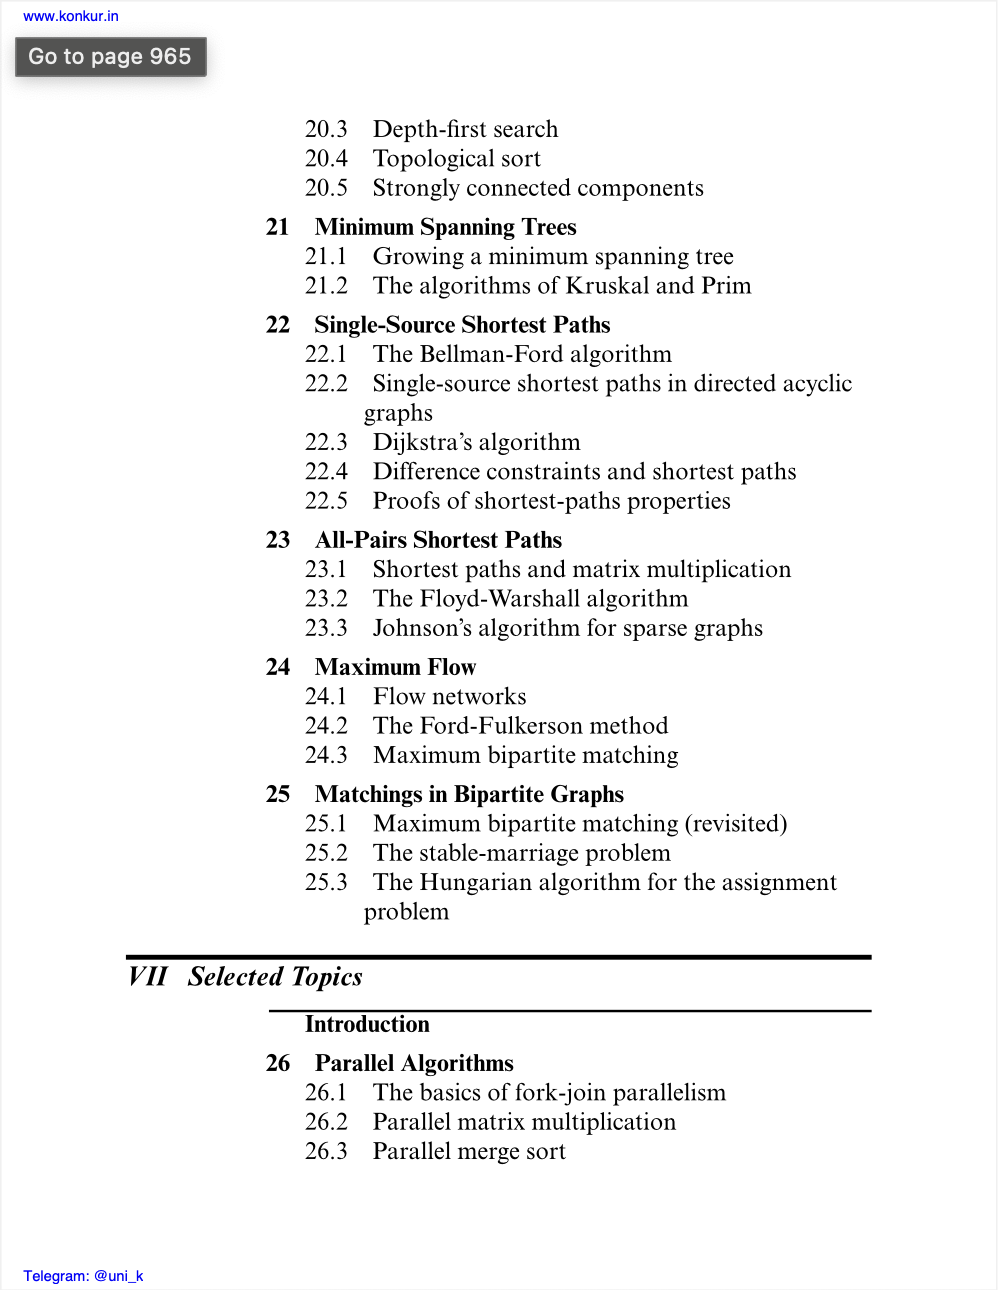 www.konkur.in
Go to page 965
20.3 Depth-first search
20.4 Topological sort
20.5 Strongly connected components
21 Minimum Spanning Trees
21.1 Growing a minimum spanning tree
21.2 The algorithms of Kruskal and Prim
22 Single-Source Shortest Paths
22.1 The Bellman-Ford algorithm
22.2 Single-source shortest paths in directed acyclic
graphs
22.3 Dijkstra’s algorithm
22.4 Difference constraints and shortest paths
22.5 Proofs of shortest-paths properties
23 All-Pairs Shortest Paths
23.1 Shortest paths and matrix multiplication
23.2 The Floyd-Warshall algorithm
23.3 Johnson’s algorithm for sparse graphs
24 Maximum Flow
24.1 Flow networks
24.2 The Ford-Fulkerson method
24.3 Maximum bipartite matching
25 Matchings in Bipartite Graphs
25.1 Maximum bipartite matching (revisited)
25.2 The stable-marriage problem
25.3 The Hungarian algorithm for the assignment
problem
VII Selected Topics
Introduction
26 Parallel Algorithms
26.1 The basics of fork-join parallelism
26.2 Parallel matrix multiplication
26.3 Parallel merge sort
Telegram: @uni_k